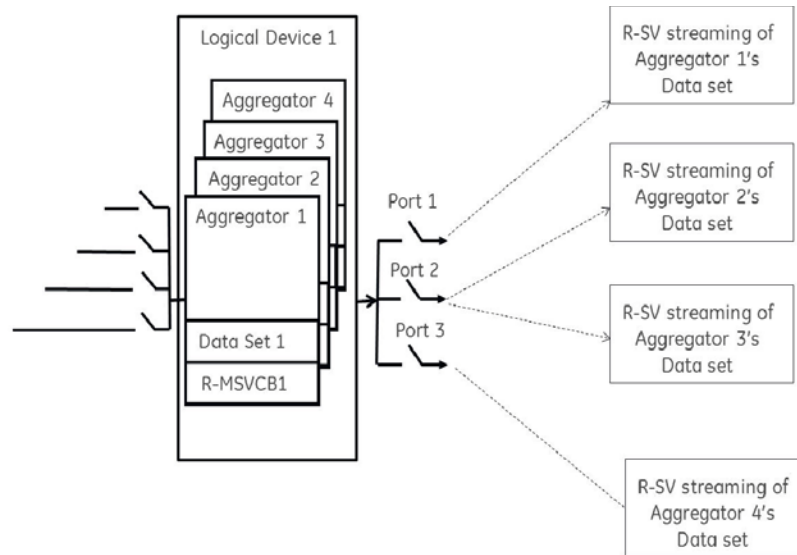 Logical Device 1
Aggregator 4
Aggregator 3
Aggregator 2
Aggregator 1
Data Set 1
R-MSVCB1
Port 1
Port 2
Port 3
R-SV streaming of
Aggregator 1's
Data set
R-SV streaming of
Aggregator 2's
Data set
R-SV streaming of
Aggregator 3's
Data set
R-SV streaming of
Aggregator 4's
Data set